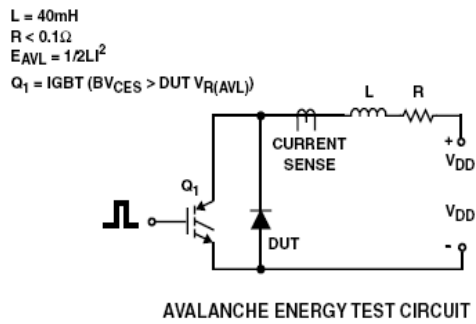 L = 40mH
R < 0.1Ω
EAVL = 1/2LI²
Q1 = IGBT (BVCES > DUT VR(AVL))
L R
CURRENT
SENSE
+
VDD
Q1
DUT
VDD
-
AVALANCHE ENERGY TEST CIRCUIT